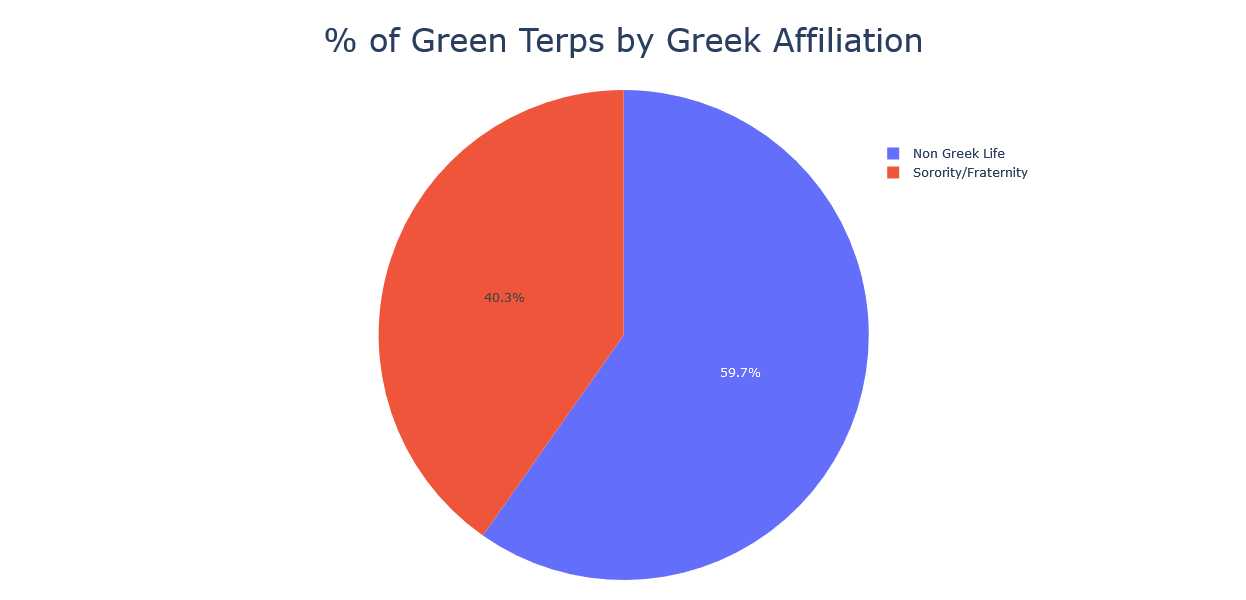 % of Green Terps by Greek Affiliation
Non Greek Life
Sorority/Fraternity
40.3%
59.7%